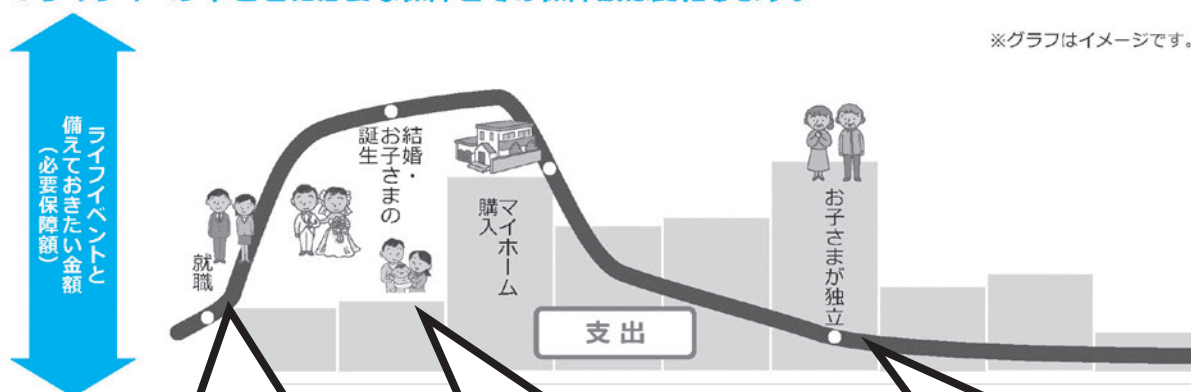 ※グラフはイメージです。
ライフイベントと
備えておきたい金額
（必要保障額）
就職
結婚・
お子さまの
誕生
マイホーム
購入
お子さまが独立
支出